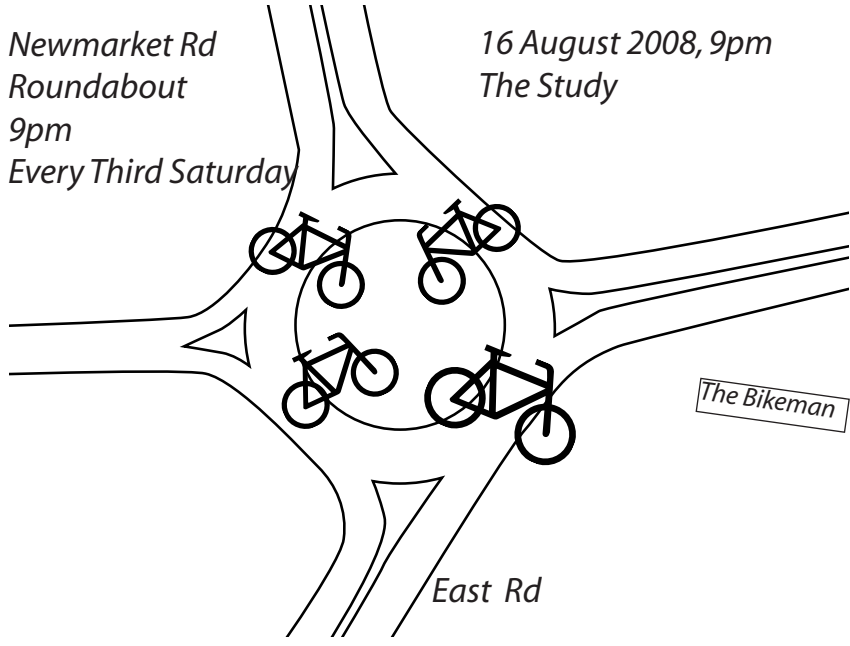 Newmarket Rd
Roundabout
9pm
Every Third Saturday
16 August 2008, 9pm
The Study
The Bikeman
East Rd